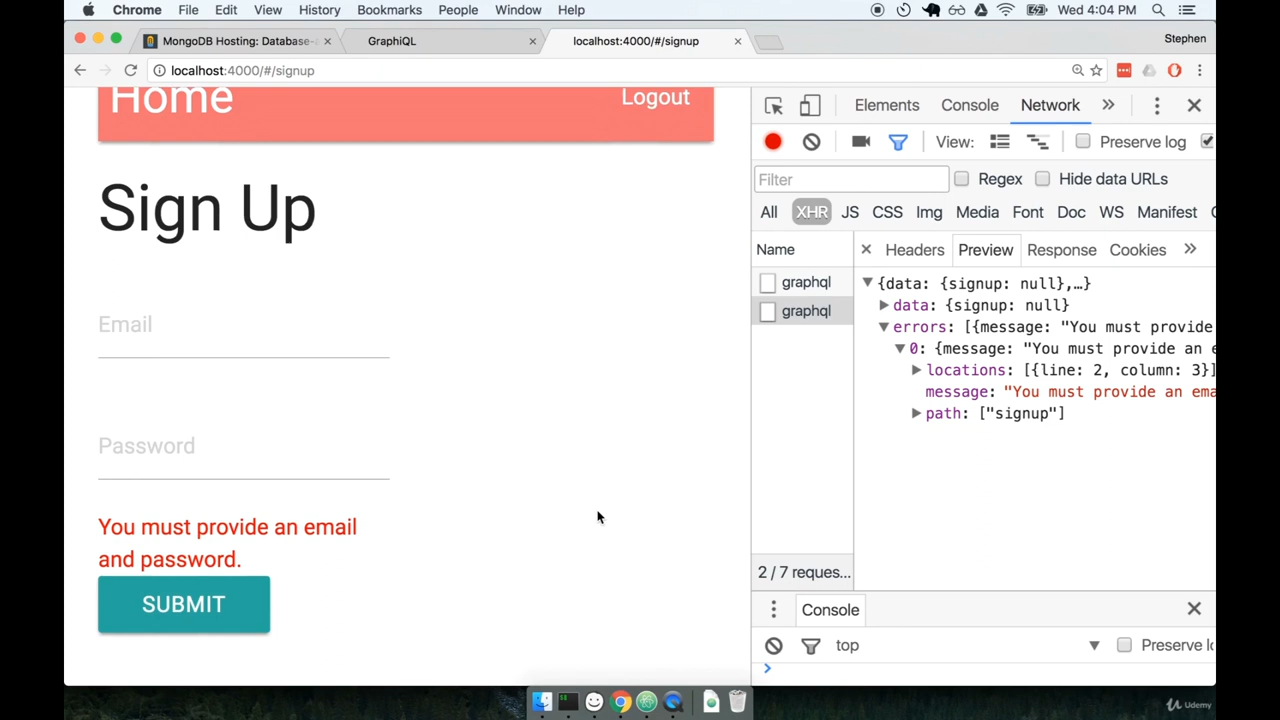 Chrome File Edit View History Bookmarks People Window Help Wed 4:04 PM
MongoDB Hosting: Database- GraphiQL localhost:4000/#/signup Stephen
localhost:4000/#/signup
Home Logout
Elements Console Network
View: Preserve log
Sign Up
Filter Regex Hide data URLs
All XHR JS CSS Img Media Font Doc WS Manifest
Name Headers Preview Response Cookies
graphql
graphql
{data: {signup: null},…}
data: {signup: null}
errors: [{message: "You must provide
0: {message: "You must provide an e
locations: [{line: 2, column: 3}]
message: "You must provide an ema
path: ["signup"]
Email
Password
You must provide an email
and password.
SUBMIT
2 / 7 reques...
Console
top Preserve lo
Udemy